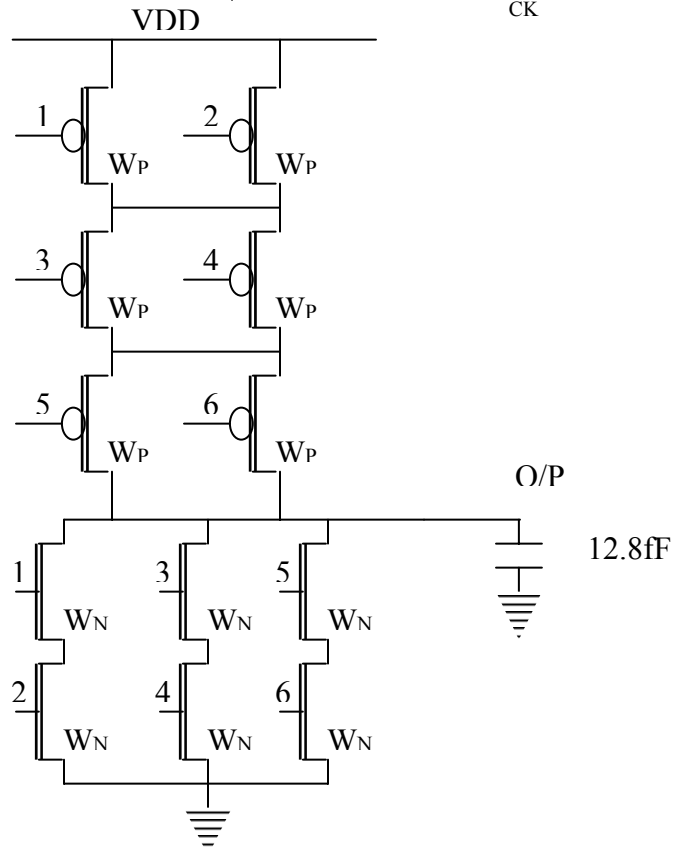 CK
VDD
1 2
WP WP
3 4
WP WP
5 6
WP WP
O/P
12.8fF
1 3 5
WN WN WN
2 4 6
WN WN WN